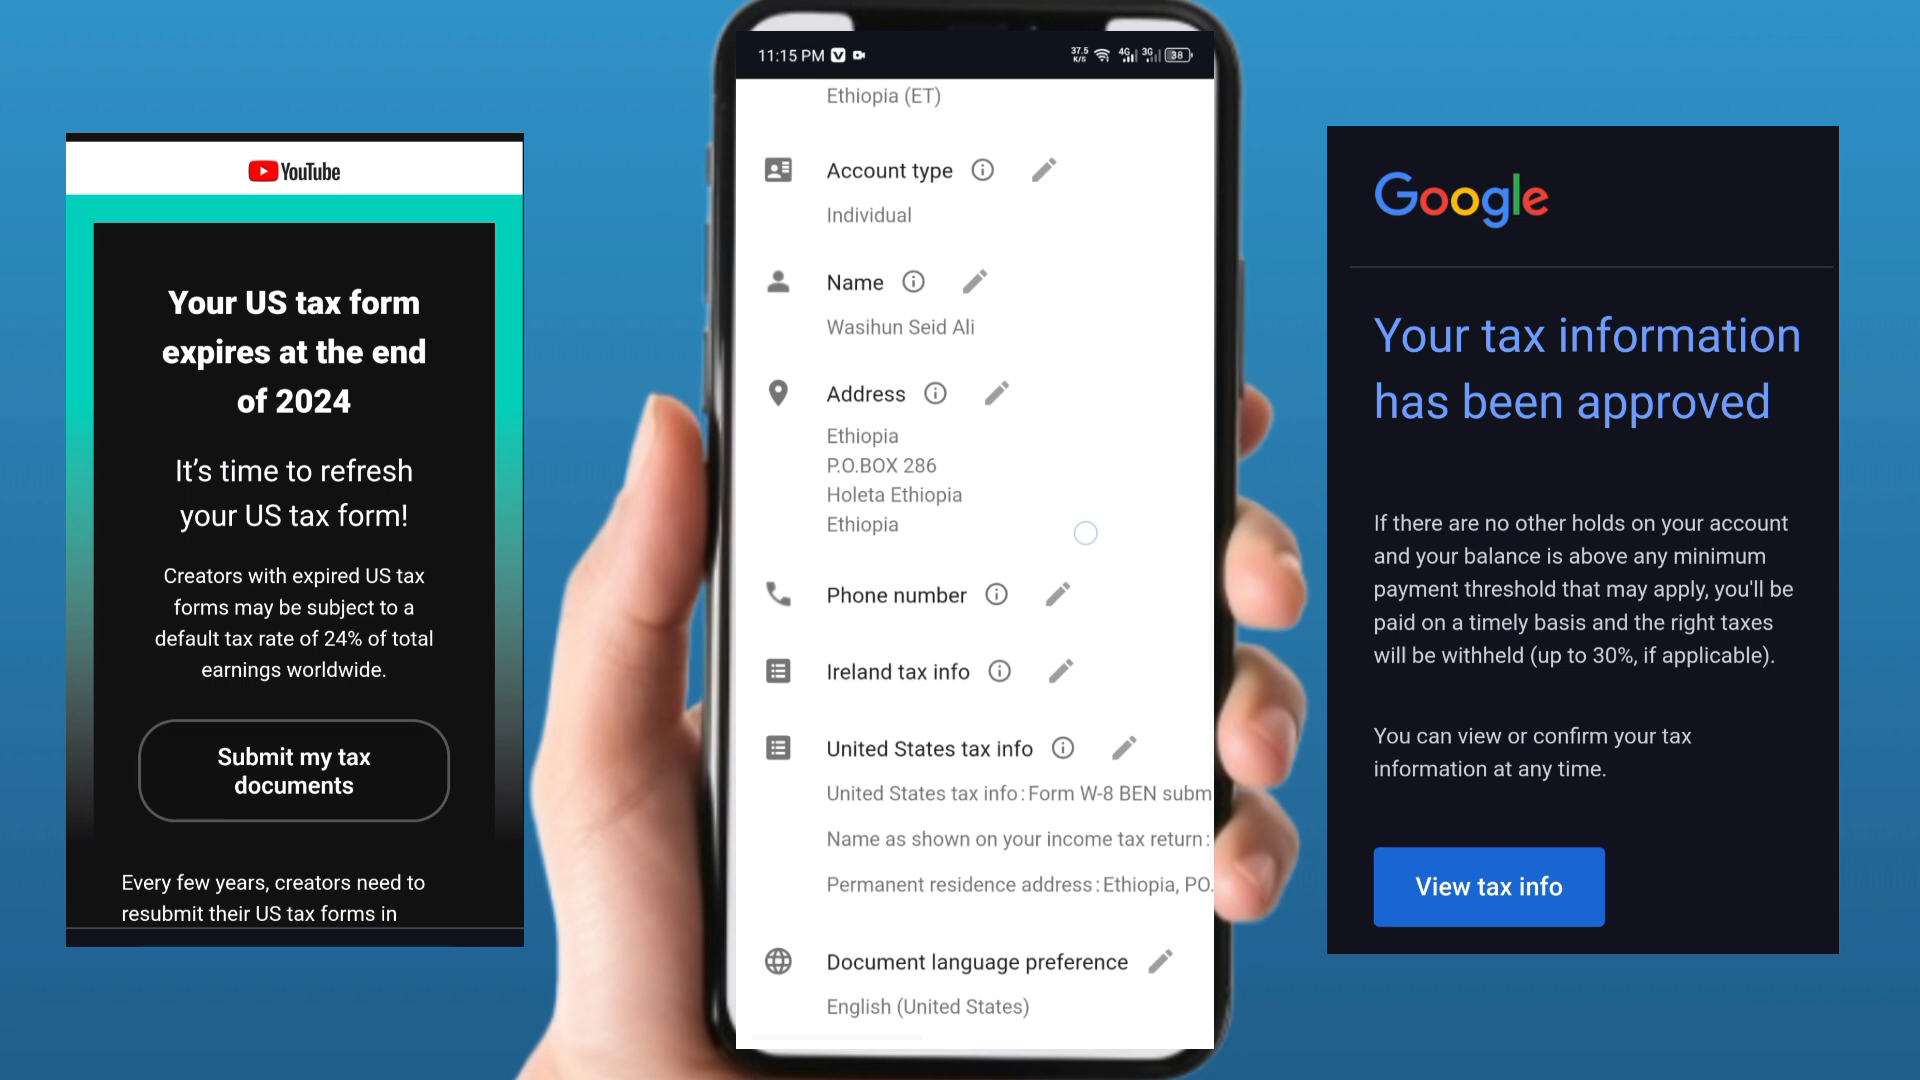 YouTube
Your US tax form
expires at the end
of 2024
It's time to refresh
your US tax form!
Creators with expired US tax
forms may be subject to a
default tax rate of 24% of total
earnings worldwide.
Submit my tax
documents
Every few years, creators need to
resubmit their US tax forms in
11:15 PM
37.5
K/S
4G
3G
38
Ethiopia (ET)
Account type
Individual
Name
Wasihun Seid Ali
Address
Ethiopia
P.O.BOX 286
Holeta Ethiopia
Ethiopia
Phone number
Ireland tax info
United States tax info
United States tax info: Form W-8 BEN subm
Name as shown on your income tax return:
Permanent residence address: Ethiopia, PO.
Document language preference
English (United States)
Google
Your tax information
has been approved
If there are no other holds on your account
and your balance is above any minimum
payment threshold that may apply, you'll be
paid on a timely basis and the right taxes
will be withheld (up to 30%, if applicable).
You can view or confirm your tax
information at any time.
View tax info